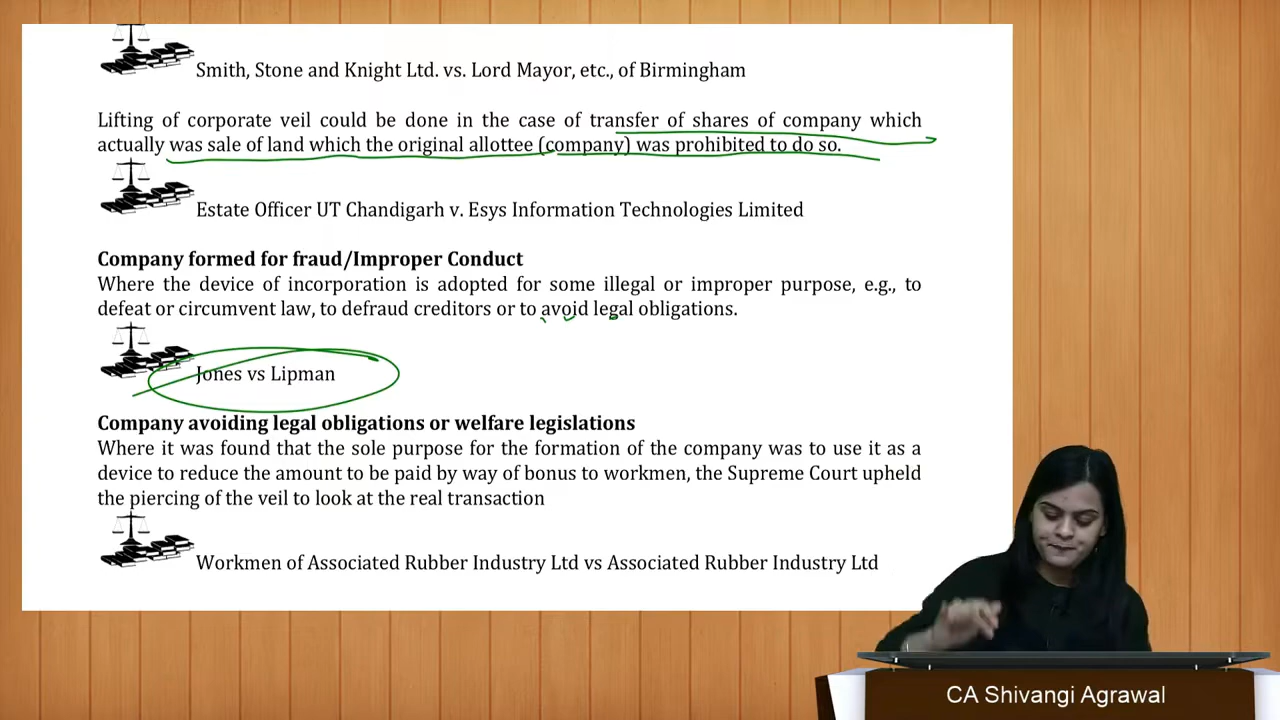 Smith, Stone and Knight Ltd. vs. Lord Mayor, etc., of Birmingham
Lifting of corporate veil could be done in the case of transfer of shares of company which
actually was sale of land which the original allottee (company) was prohibited to do so.
Estate Officer UT Chandigarh v. Esys Information Technologies Limited
Company formed for fraud/Improper Conduct
Where the device of incorporation is adopted for some illegal or improper purpose, e.g., to
defeat or circumvent law, to defraud creditors or to avoid legal obligations.
Jones vs Lipman
Company avoiding legal obligations or welfare legislations
Where it was found that the sole purpose for the formation of the company was to use it as a
device to reduce the amount to be paid by way of bonus to workmen, the Supreme Court upheld
the piercing of the veil to look at the real transaction
Workmen of Associated Rubber Industry Ltd vs Associated Rubber Industry Ltd
CA Shivangi Agrawal